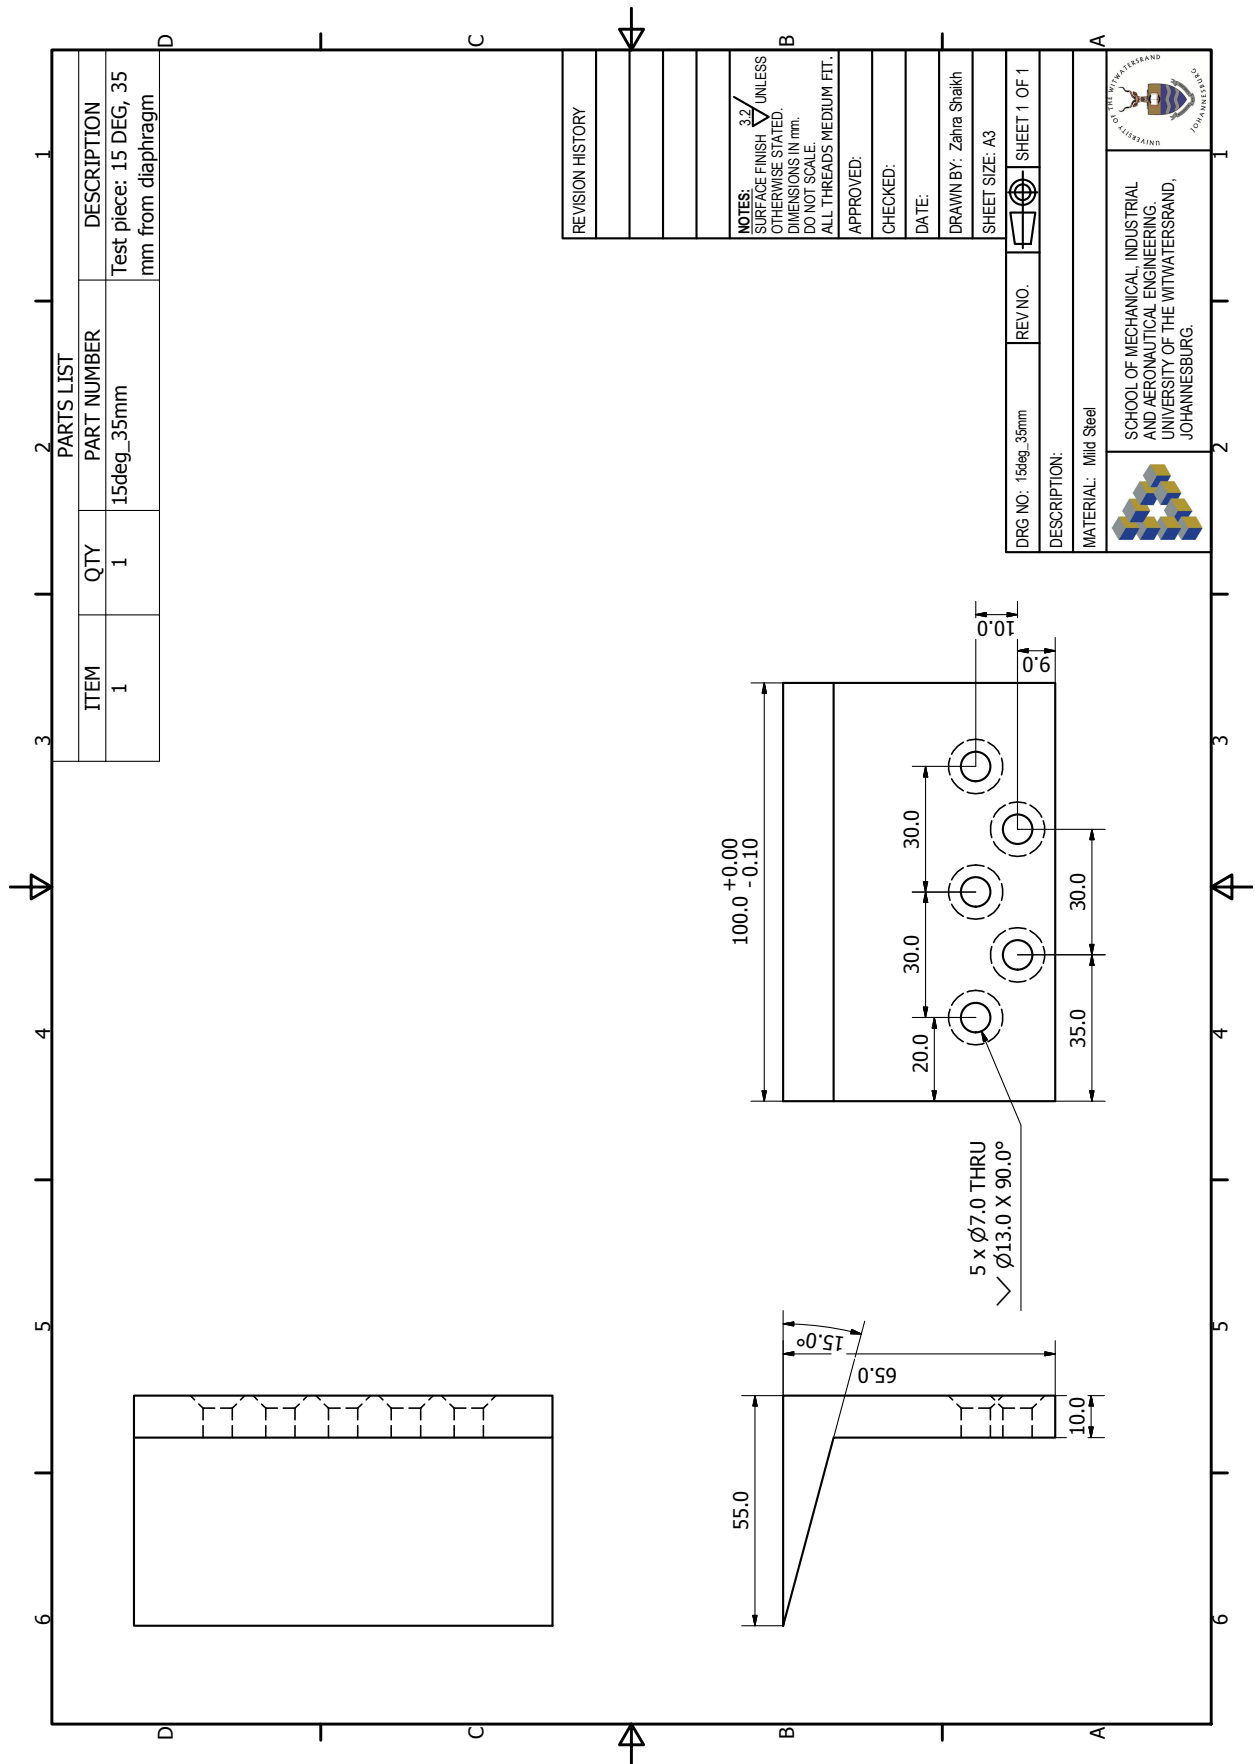 PARTS LIST
ITEM QTY PART NUMBER DESCRIPTION
1 1 15deg_35mm Test piece: 15 DEG, 35
mm from diaphragm
6 5 4 3 2 1
D
C
B
A
D
C
B
A
6 5 4 3 2 1
55.0
15.0°
65.0
10.0
5 x Ø7.0 THRU
Ø13.0 X 90.0°
100.0 +0.00
- 0.10
30.0 30.0
20.0
35.0 30.0
10.0
9.0
REVISION HISTORY
NOTES:
SURFACE FINISH 3.2 UNLESS
OTHERWISE STATED.
DIMENSIONS IN mm.
DO NOT SCALE.
ALL THREADS MEDIUM FIT.
APPROVED:
CHECKED:
DATE:
DRAWN BY: Zahra Shaikh
SHEET SIZE: A3
DRG NO: 15deg_35mm REV NO. SHEET 1 OF 1
DESCRIPTION:
MATERIAL: Mild Steel
SCHOOL OF MECHANICAL, INDUSTRIAL
AND AERONAUTICAL ENGINEERING.
UNIVERSITY OF THE WITWATERSRAND,
JOHANNESBURG.
UNIVERSITY OF THE WITWATERSRAND
JOHANNESBURG